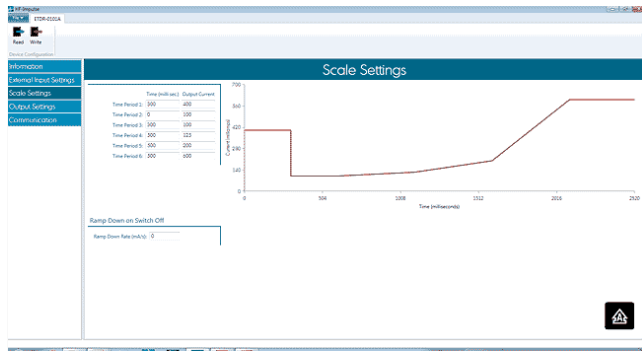 HF-Impulse
ETDR-0101A
Read Write
Device Configuration
Information
External Input Settings
Scale Settings
Output Settings
Communication
Scale Settings
Time (milli sec) Output Current
Time Period 1: 300 400
Time Period 2: 0 100
Time Period 3: 300 100
Time Period 4: 500 125
Time Period 5: 500 200
Time Period 6: 500 600
Ramp Down on Switch Off
Ramp Down Rate (mA/s): 0
700
560
420
280
140
0
Current (milliamps)
0 504 1008 1512 2016 2520
Time (milliseconds)